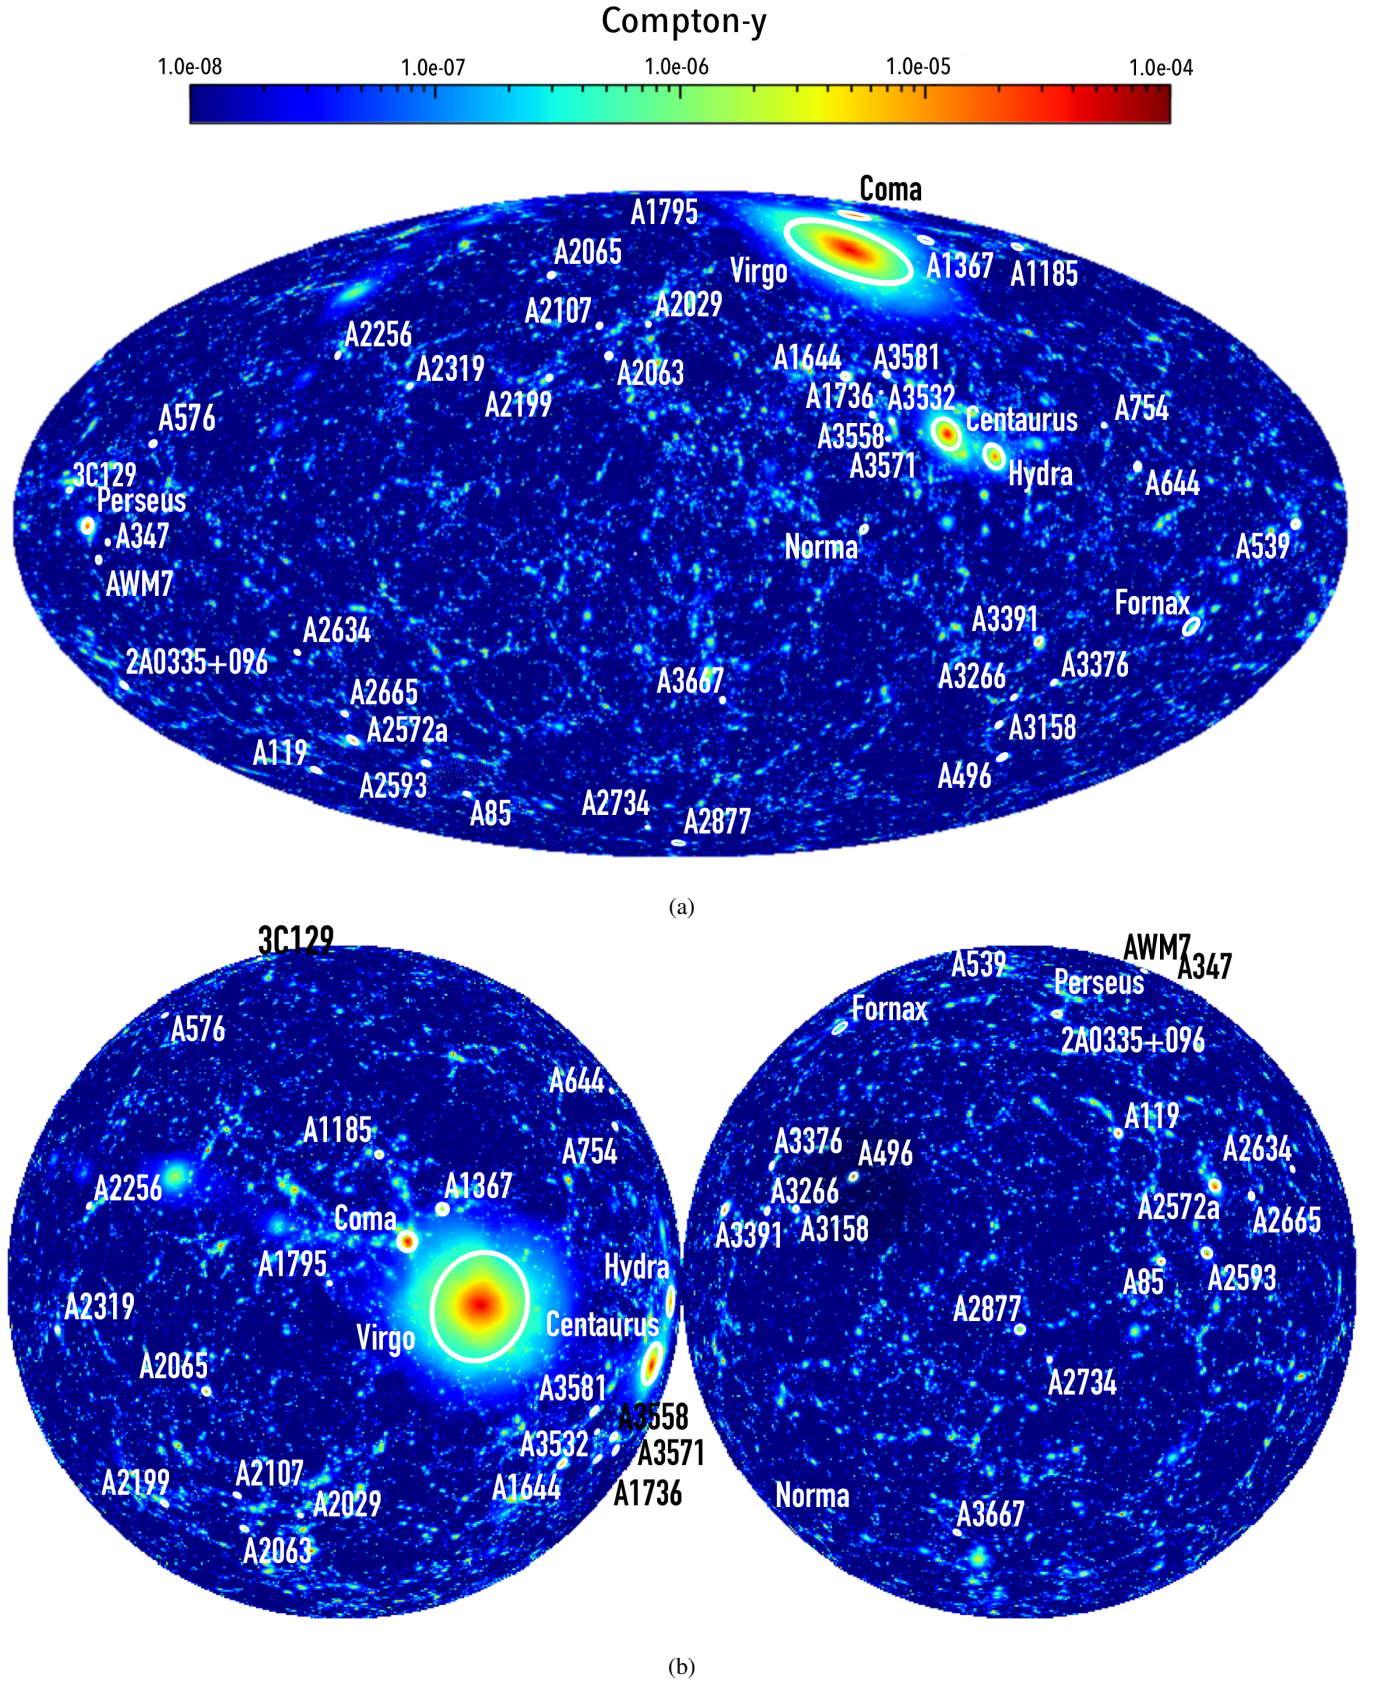 Compton-y
1.0e-08 1.0e-07 1.0e-06 1.0e-05 1.0e-04
Coma
A1795
A2065
Virgo
A1367
A1185
A2107
A2029
A2256
A2319
A2063
A2199
A1644
A3581
A1736
A3532
A3558
A3571
Centaurus
Hydra
A754
A644
A576
3C129
Perseus
A347
AWM7
Norma
A539
Fornax
A3391
A3376
A3266
A3158
A496
A2634
2A0335+096
A2665
A2572a
A119
A2593
A85
A3667
A2734
A2877
(a)
3C129
A576
A644
A754
A1185
A1367
A2256
Coma
A1795
Hydra
A2319
Virgo
Centaurus
A2065
A3581
A3558
A3532
A3571
A1644
A1736
A2199
A2107
A2029
A2063
AWM7
A347
A539
Perseus
Fornax
2A0335+096
A119
A3376
A496
A2634
A3266
A2572a
A2665
A3391
A3158
A85
A2593
A2877
A2734
Norma
A3667
(b)